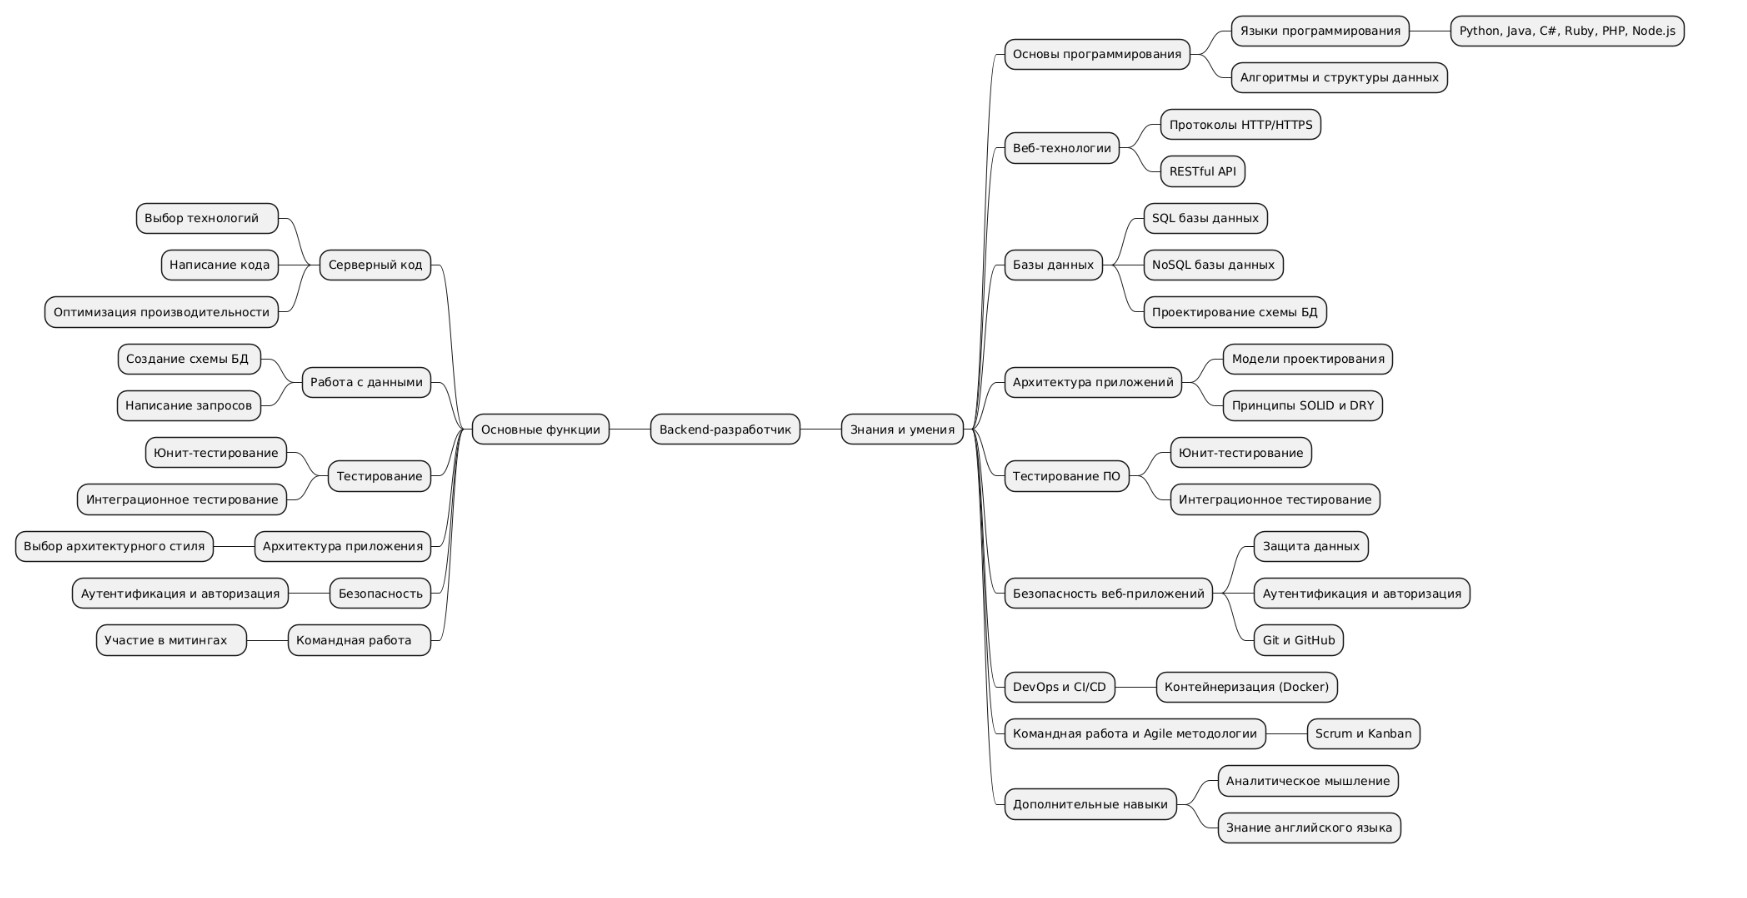 Backend-разработчик
Основные функции
Серверный код
Выбор технологий
Написание кода
Оптимизация производительности
Работа с данными
Создание схемы БД
Написание запросов
Тестирование
Юнит-тестирование
Интеграционное тестирование
Архитектура приложения
Выбор архитектурного стиля
Безопасность
Аутентификация и авторизация
Командная работа
Участие в митингах
Знания и умения
Основы программирования
Языки программирования
Python, Java, C#, Ruby, PHP, Node.js
Алгоритмы и структуры данных
Веб-технологии
Протоколы HTTP/HTTPS
RESTful API
Базы данных
SQL базы данных
NoSQL базы данных
Проектирование схемы БД
Архитектура приложений
Модели проектирования
Принципы SOLID и DRY
Тестирование ПО
Юнит-тестирование
Интеграционное тестирование
Безопасность веб-приложений
Защита данных
Аутентификация и авторизация
Git и GitHub
DevOps и CI/CD
Контейнеризация (Docker)
Командная работа и Agile методологии
Scrum и Kanban
Дополнительные навыки
Аналитическое мышление
Знание английского языка